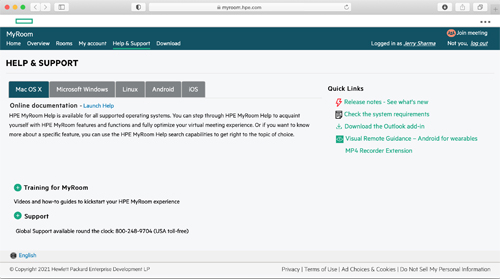 myroom.hpe.com
MyRoom
Join meeting
Home Overview Rooms My account Help & Support Download
Logged in as Jerry Sharma Not you, log out
HELP & SUPPORT
Mac OS X Microsoft Windows Linux Android iOS
Online documentation - Launch Help
HPE MyRoom Help is available for all supported operating systems. You can step through HPE MyRoom Help to acquaint
yourself with HPE MyRoom features and functions and fully optimize your virtual meeting experience. Or if you want to know
more about a specific feature, you can use the HPE MyRoom Help search capabilities to get right to the topic of choice.
Quick Links
Release notes - See what's new
Check the system requirements
Download the Outlook add-in
Visual Remote Guidance – Android for wearables
MP4 Recorder Extension
Training for MyRoom
Videos and how-to guides to kickstart your HPE MyRoom experience
Support
Global Support available round the clock: 800-248-9704 (USA toll-free)
English
© Copyright 2021 Hewlett Packard Enterprise Development LP
Privacy | Terms of Use | Ad Choices & Cookies | Do Not Sell My Personal Information